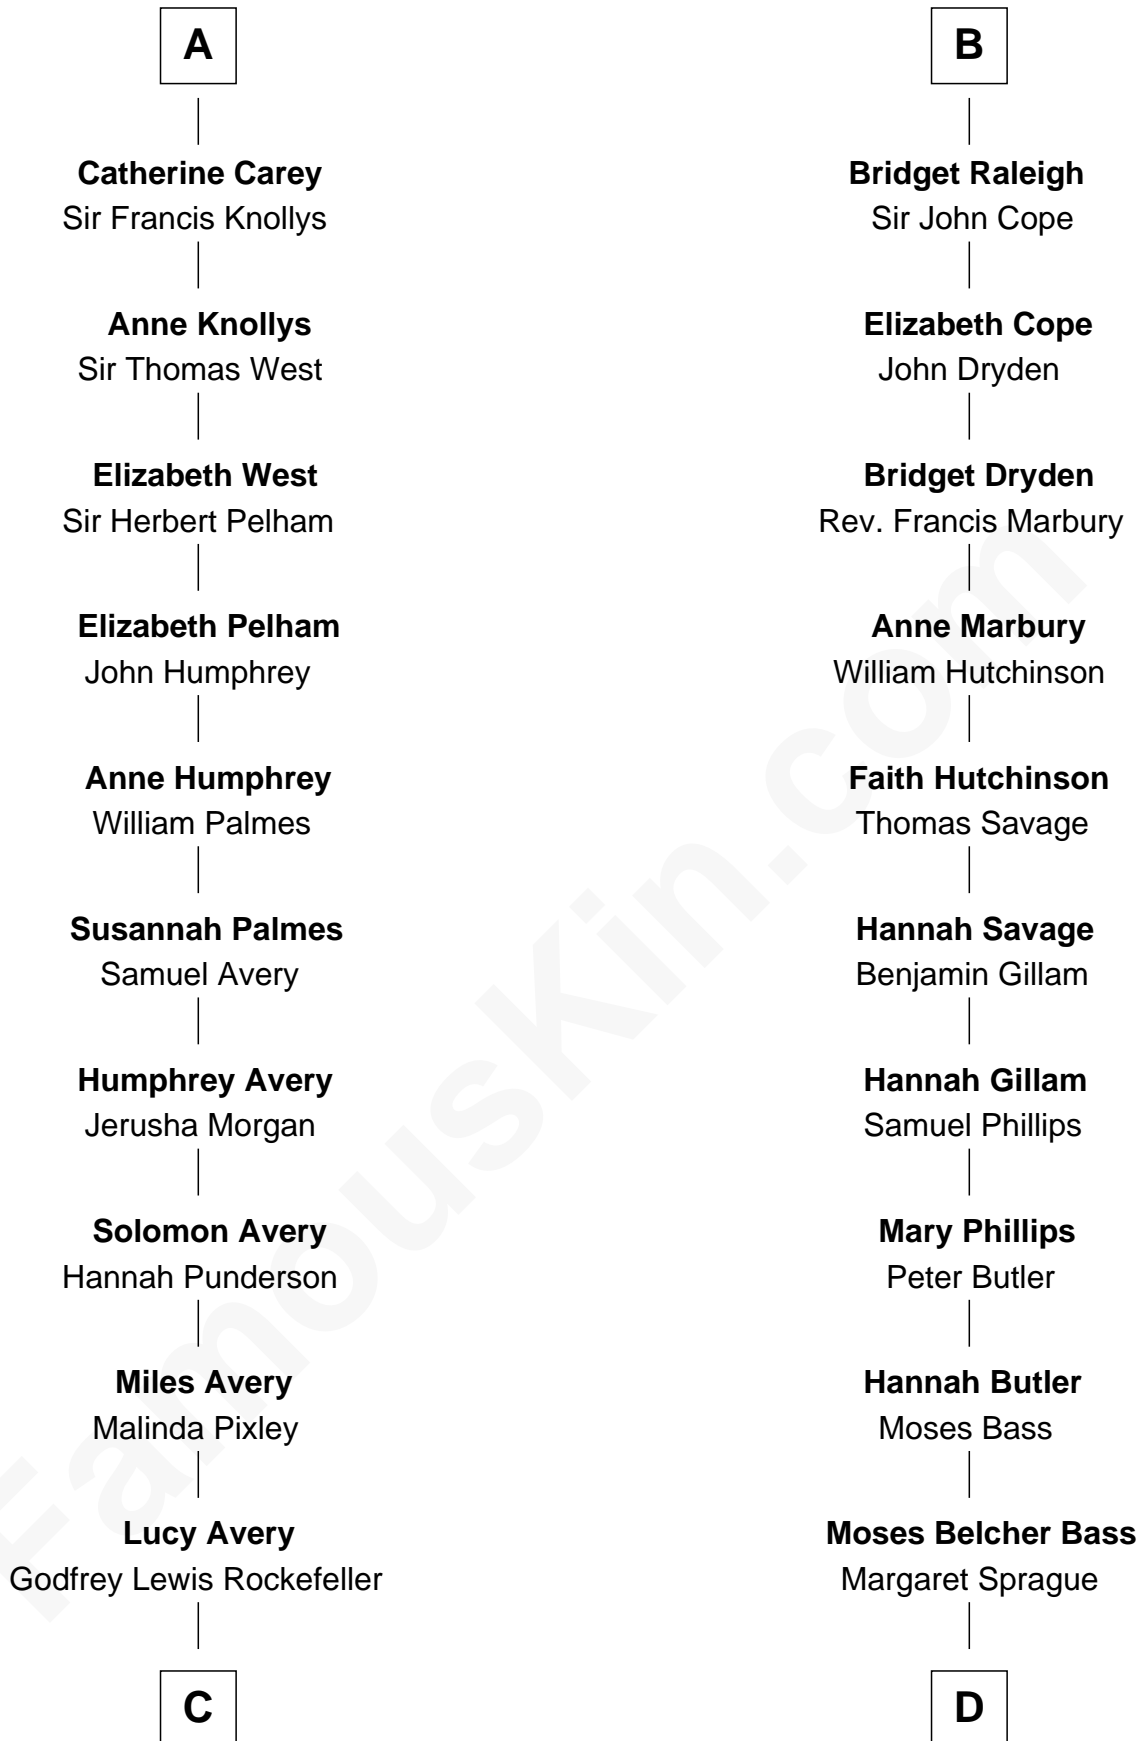 A
Catherine Carey
Sir Francis Knollys
Anne Knollys
Sir Thomas West
Elizabeth West
Sir Herbert Pelham
Elizabeth Pelham
John Humphrey
Anne Humphrey
William Palmes
Susannah Palmes
Samuel Avery
Humphrey Avery
Jerusha Morgan
Solomon Avery
Hannah Punderson
Miles Avery
Malinda Pixley
Lucy Avery
Godfrey Lewis Rockefeller
C
B
Bridget Raleigh
Sir John Cope
Elizabeth Cope
John Dryden
Bridget Dryden
Rev. Francis Marbury
Anne Marbury
William Hutchinson
Faith Hutchinson
Thomas Savage
Hannah Savage
Benjamin Gillam
Hannah Gillam
Samuel Phillips
Mary Phillips
Peter Butler
Hannah Butler
Moses Bass
Moses Belcher Bass
Margaret Sprague
D
FamousKin.com